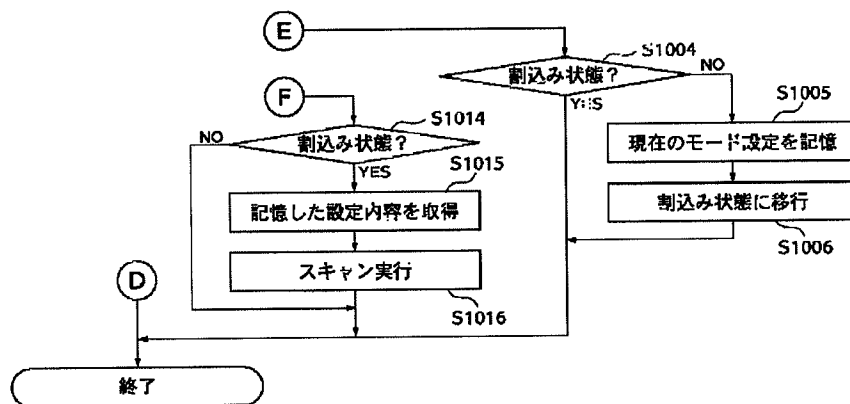 E
S1004
割込み状態？
NO
YES
F
S1014
S1005
割込み状態？
NO
YES
現在のモード設定を記憶
S1015
記憶した設定内容を取得
割込み状態に移行
S1006
D
スキャン実行
S1016
終了